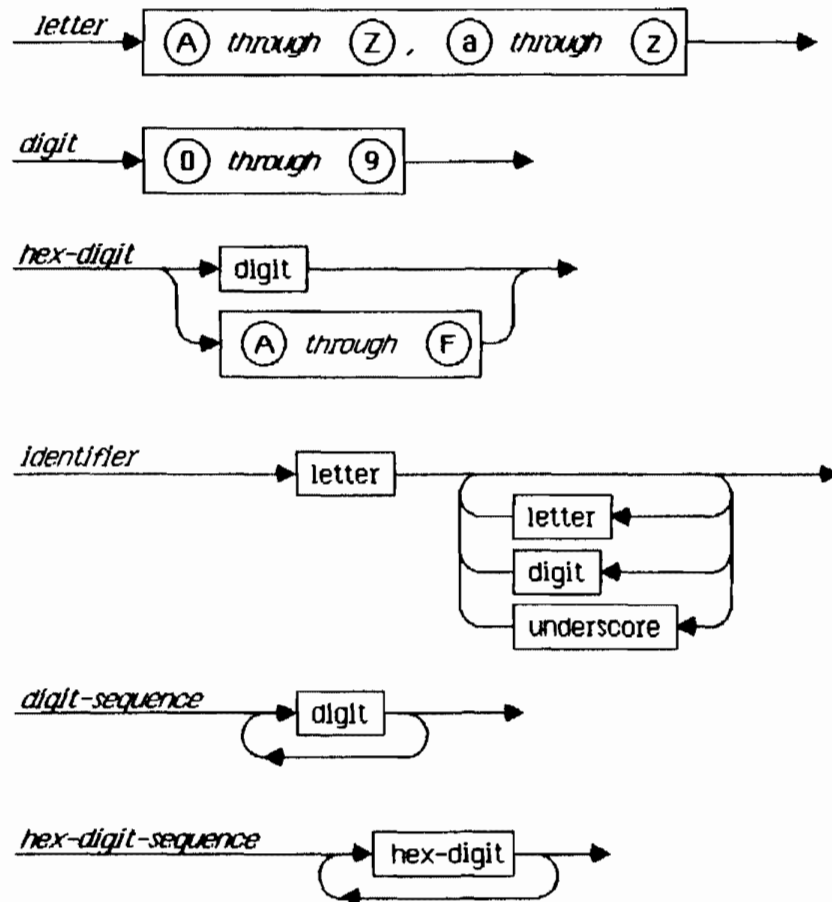 letter
A through Z , a through z
digit
0 through 9
hex-digit
digit
A through F
identifier
letter
letter
digit
underscore
digit-sequence
digit
hex-digit-sequence
hex-digit